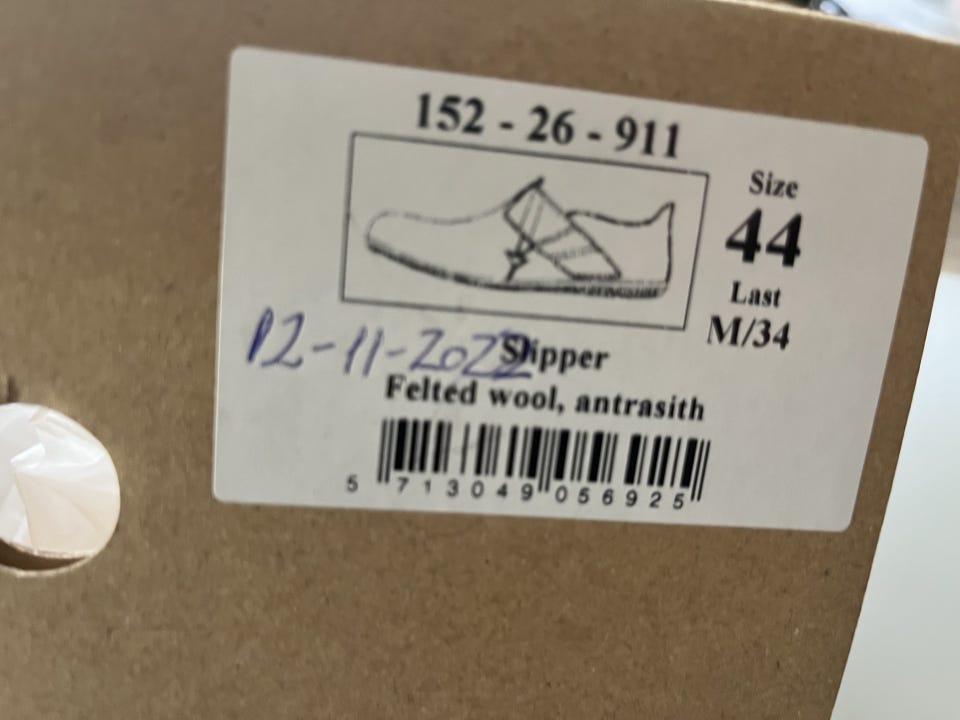 152 - 26 - 911
Size
44
Last
M/34
12-11-2022
Slipper
Felted wool, antrasith
5 713049 056925